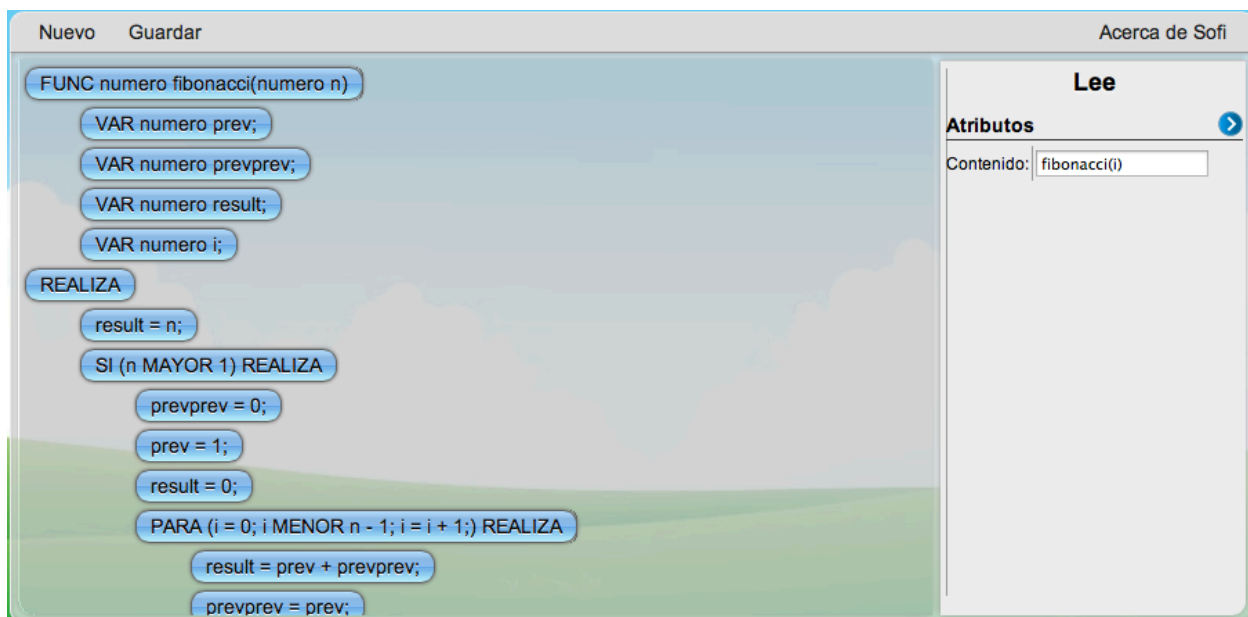 Nuevo Guardar Acerca de Sofi
FUNC numero fibonacci(numero n)
VAR numero prev;
VAR numero prevprev;
VAR numero result;
VAR numero i;
REALIZA
result = n;
SI (n MAYOR 1) REALIZA
prevprev = 0;
prev = 1;
result = 0;
PARA (i = 0; i MENOR n - 1; i = i + 1;) REALIZA
result = prev + prevprev;
prevprev = prev;
Lee
Atributos
Contenido: fibonacci(i)